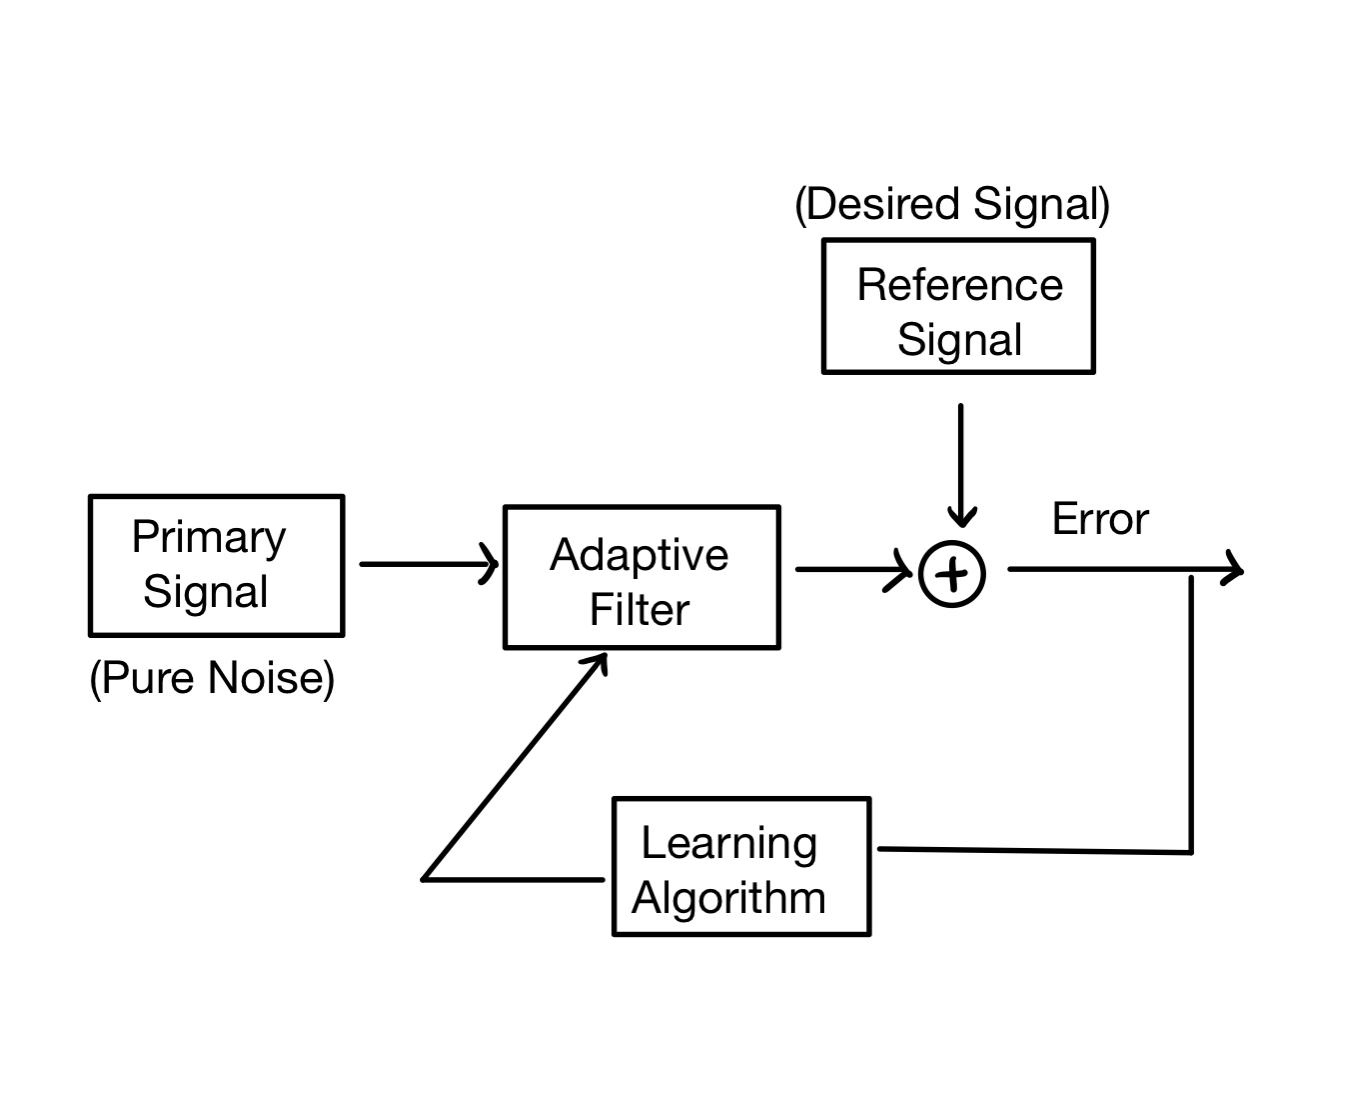 (Desired Signal)
Reference
Signal
Error
Primary
Signal
(Pure Noise)
Adaptive
Filter
+
Learning
Algorithm